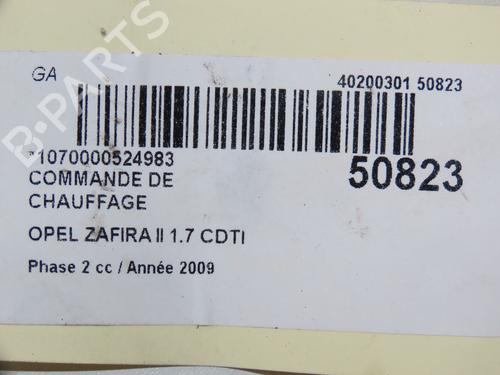 GA
40200301 50823
*1070000524983
50823
COMMANDE DE
CHAUFFAGE
OPEL ZAFIRA II 1.7 CDTI
Phase 2 cc / Année 2009
B-PARTS